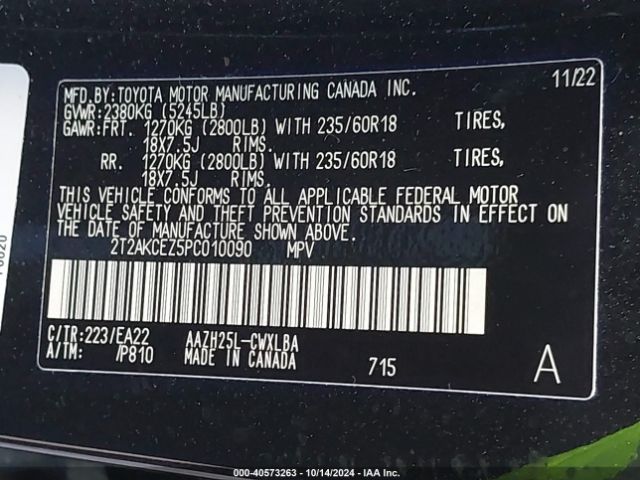 MFD.BY:TOYOTA MOTOR MANUFACTURING CANADA INC. 11/22
GVWR:2380KG (5245LB)
GAWR:FRT. 1270KG (2800LB) WITH 235/60R18 TIRES,
18X7.5J RIMS.
RR. 1270KG (2800LB) WITH 235/60R18 TIRES,
18X7.5J RIMS.
THIS VEHICLE CONFORMS TO ALL APPLICABLE FEDERAL MOTOR
VEHICLE SAFETY AND THEFT PREVENTION STANDARDS IN EFFECT ON
THE DATE OF MANUFACTURE SHOWN ABOVE.
2T2AKCEZ5PC010090 MPV
C/TR:223/EA22 AAZH25L-CWXLBA
A/TM: /P810 MADE IN CANADA 715 A
000-40573263 - 10/14/2024 - IAA Inc.